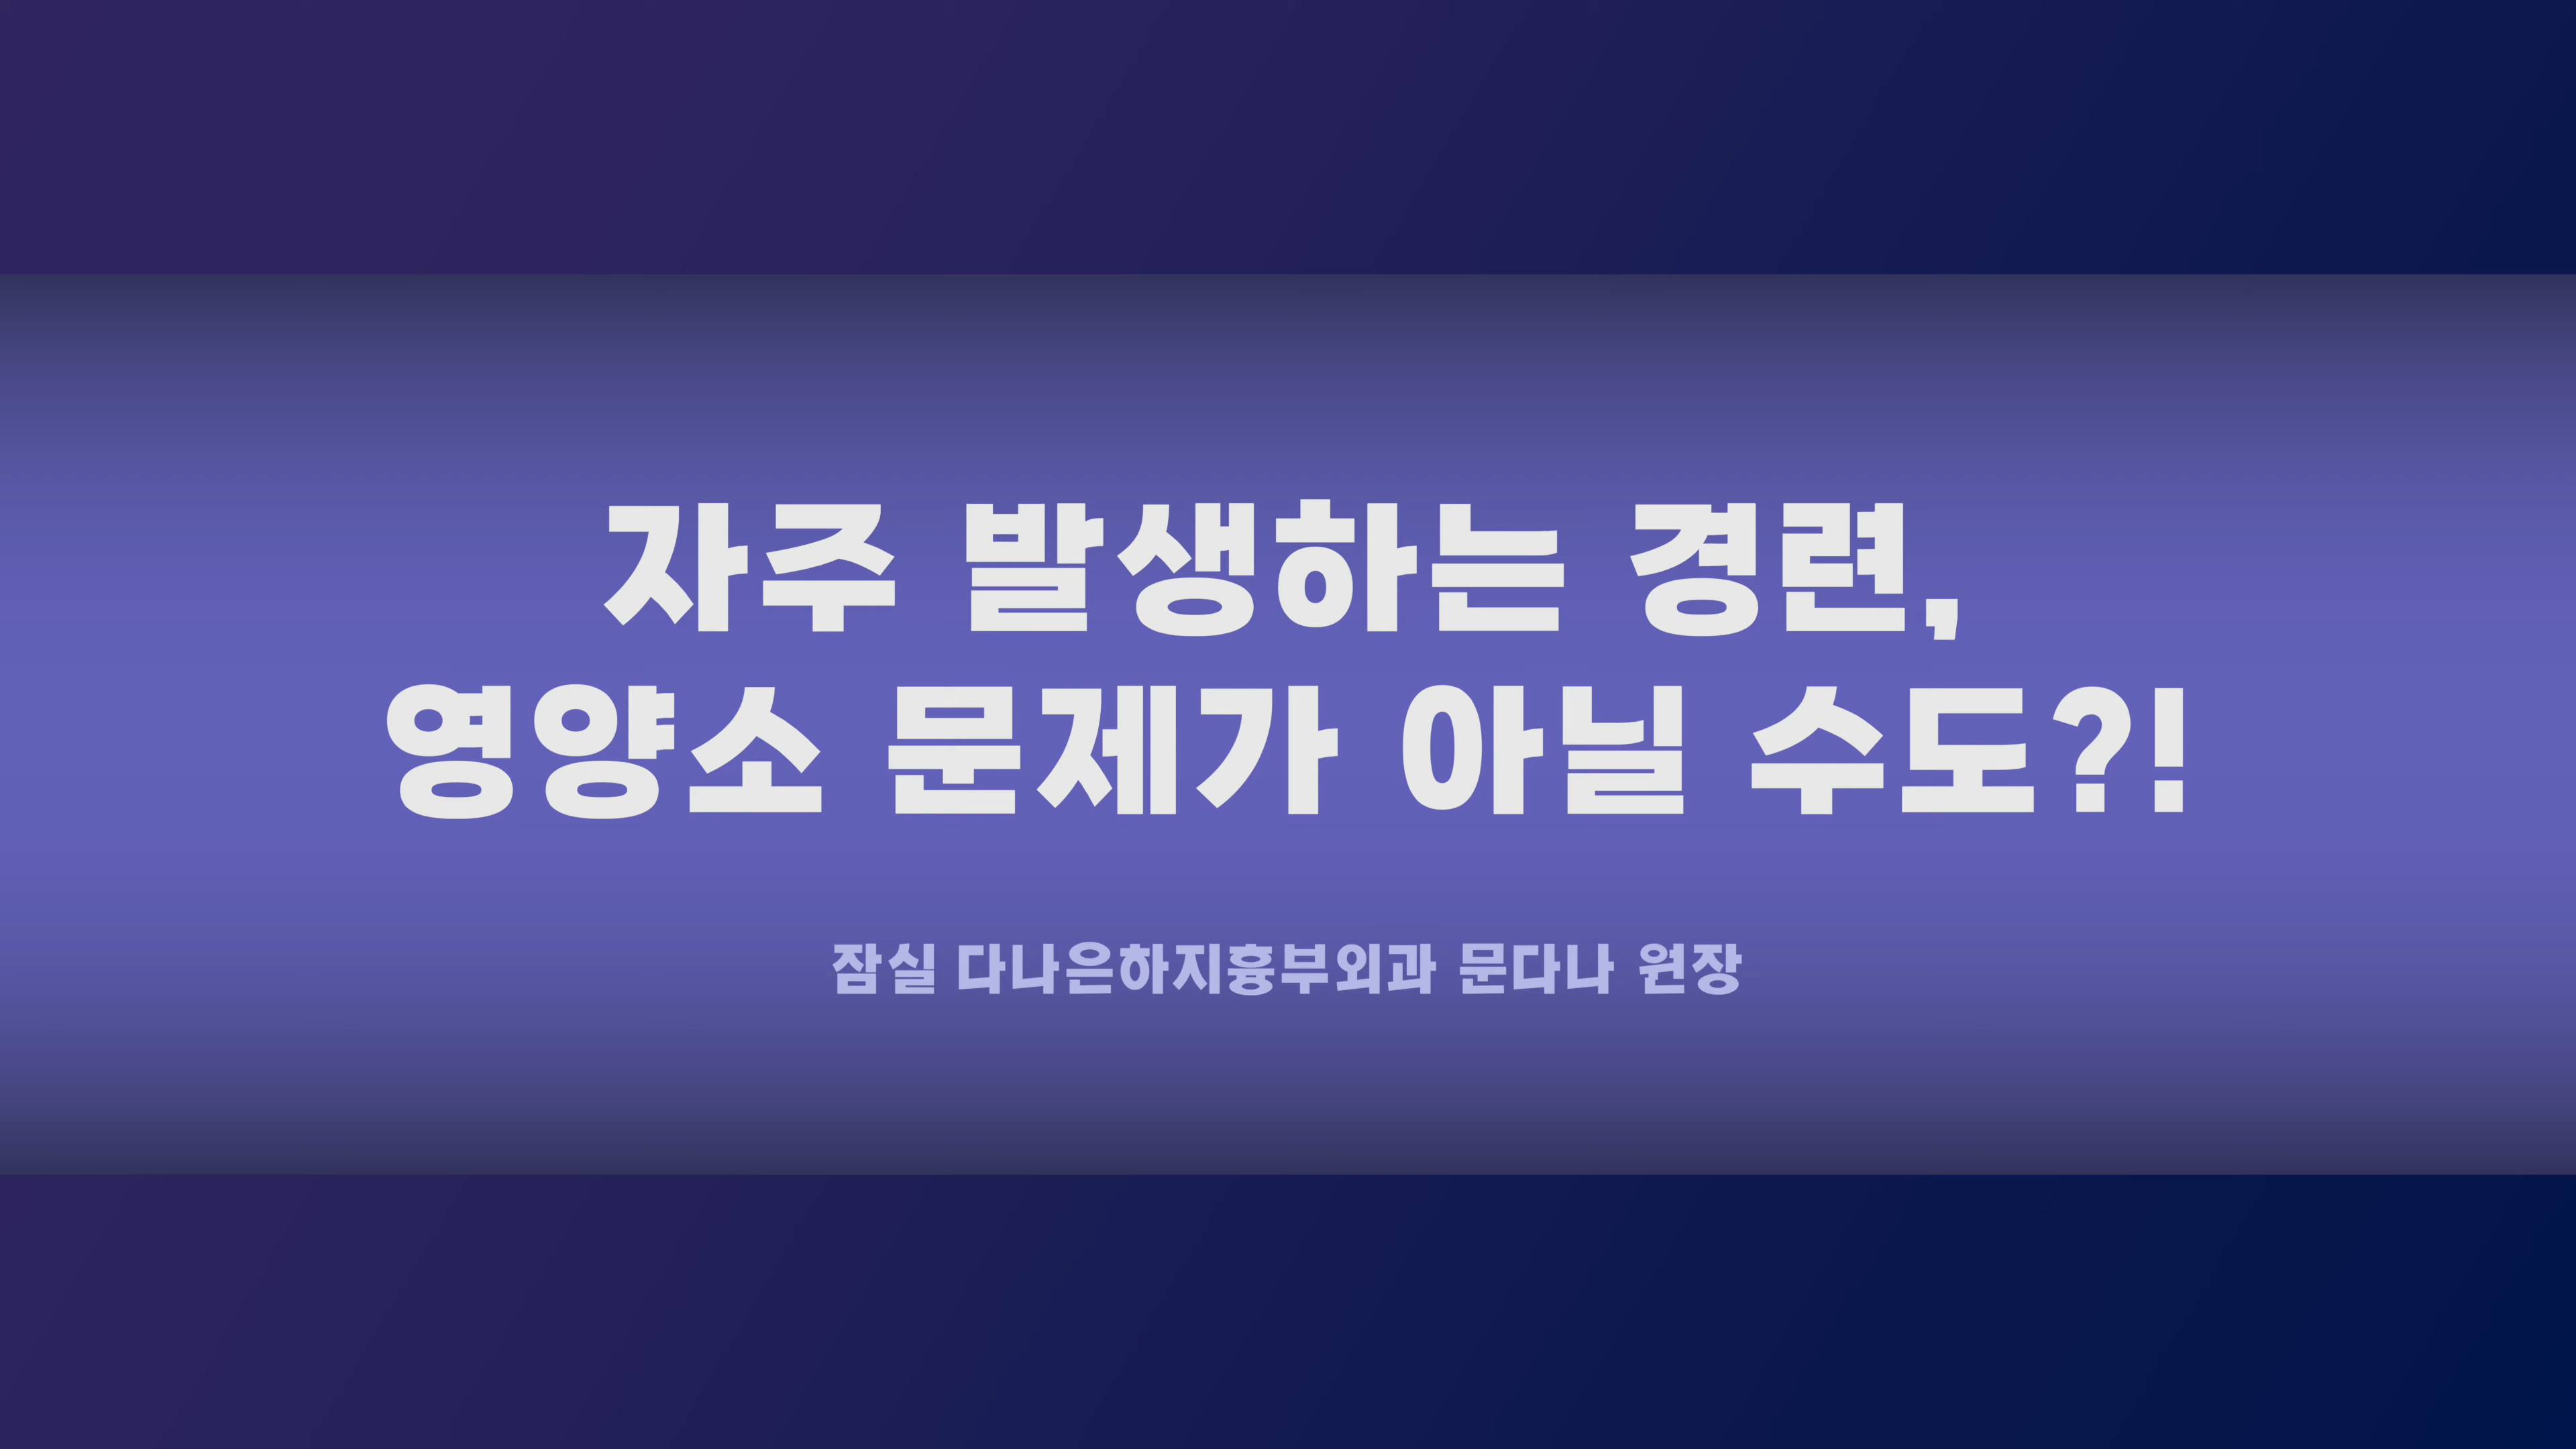 자주 발생하는 경련,
영양소 문제가 아닐 수도?!
잠실 다나은하지흉부외과 문다나 원장